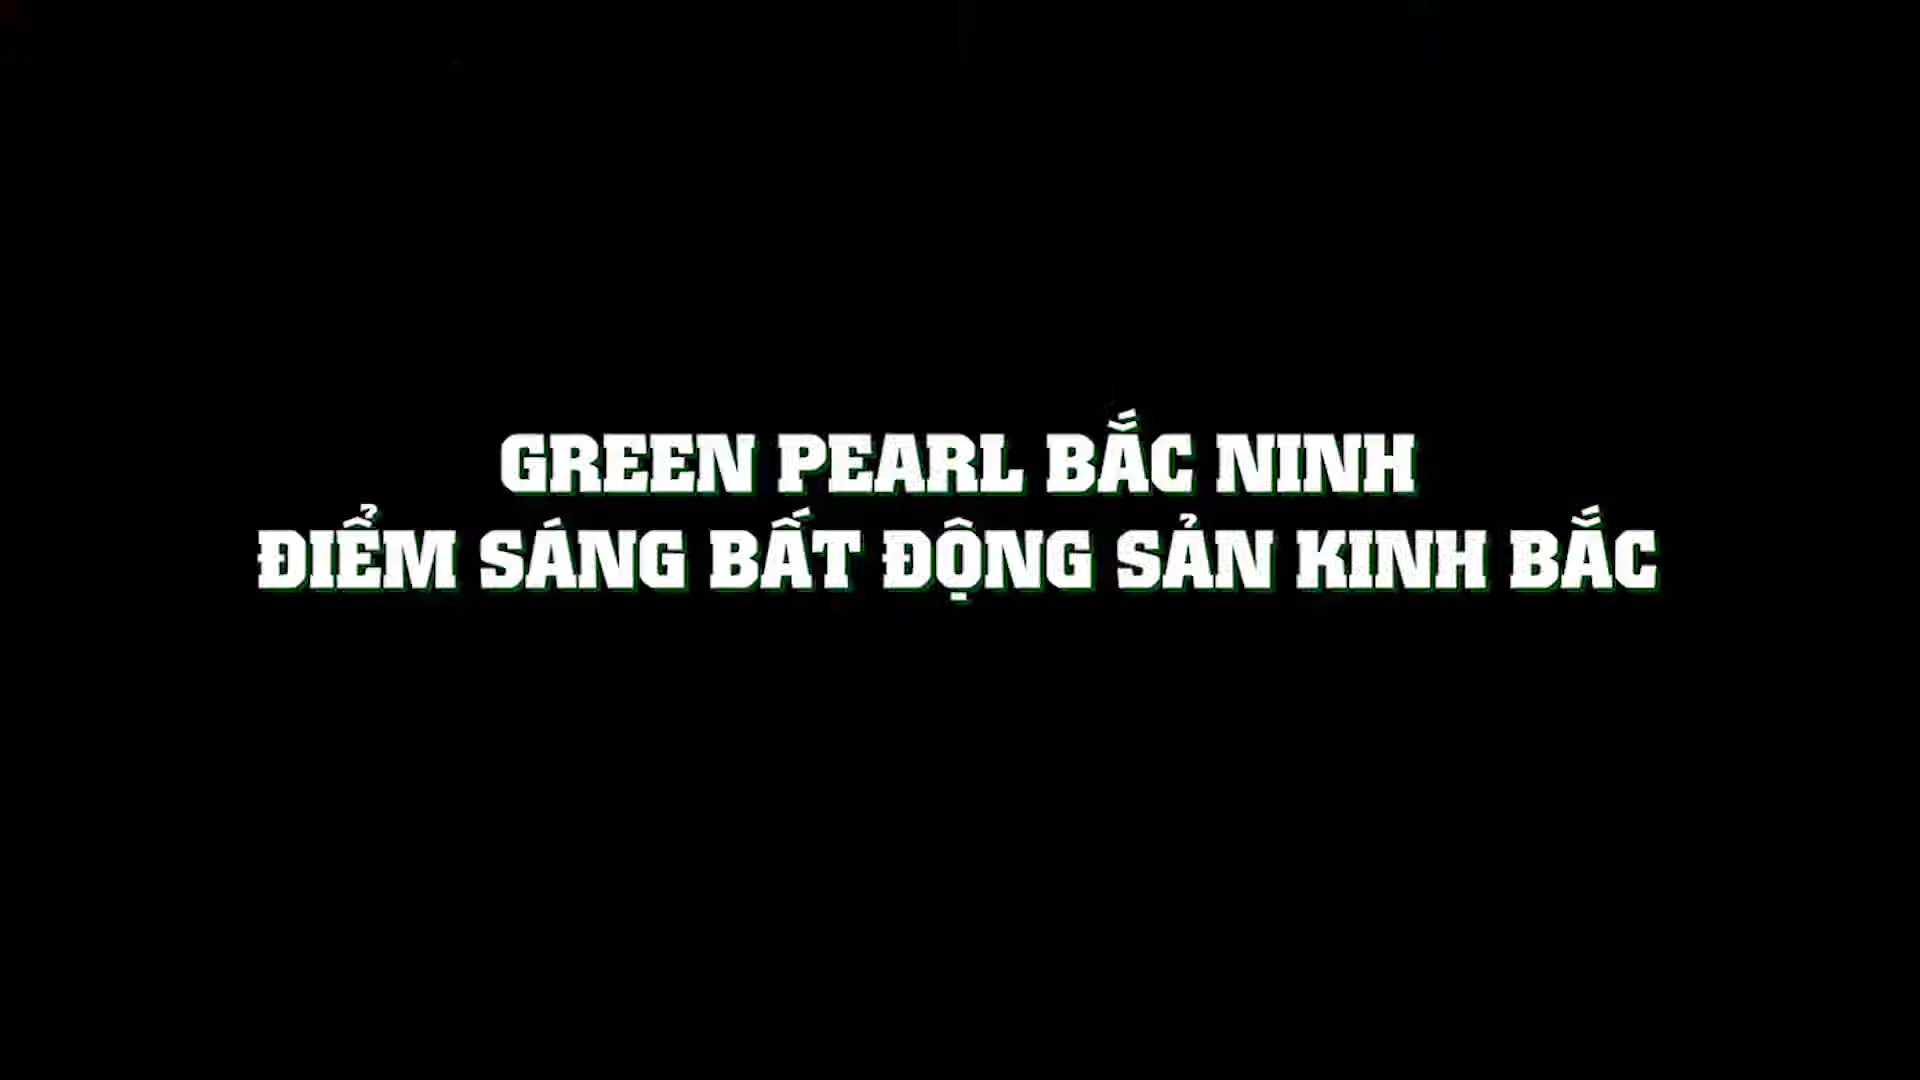 GREEN PEARL BẮC NINH
ĐIỂM SÁNG BẤT ĐỘNG SẢN KINH BẮC